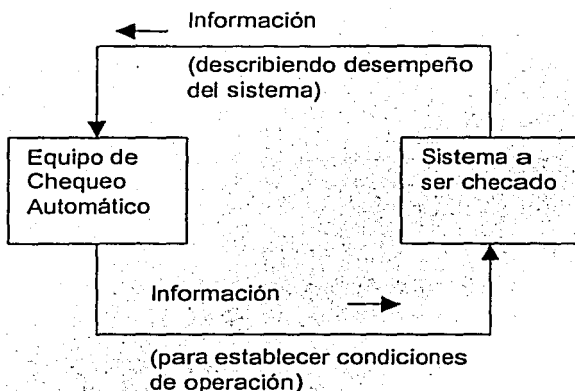 Información
(describiendo desempeño
del sistema)
Equipo de
Chequeo
Automático
Sistema a
ser checado
Información
(para establecer condiciones
de operación)